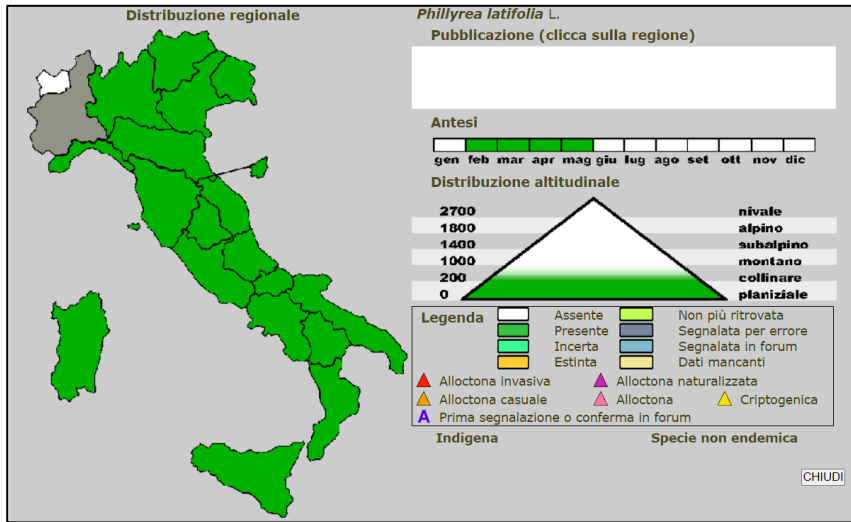 Distribuzione regionale
Phillyrea latifolia L.
Pubblicazione (clicca sulla regione)
Antesi
gen feb mar apr mag giu lug ago set ott nov dic
Distribuzione altitudinale
2700 nivale
1800 alpino
1400 subalpino
1000 montano
200 collinare
0 planiziale
Legenda
Assente Non più ritrovata
Presente Segnalata per errore
Incerta Segnalata in forum
Estinta Dati mancanti
Alloctona invasiva Alloctona naturalizzata
Alloctona casuale Alloctona Criptogenica
A Prima segnalazione o conferma in forum
Indigena Specie non endemica
CHIUDI